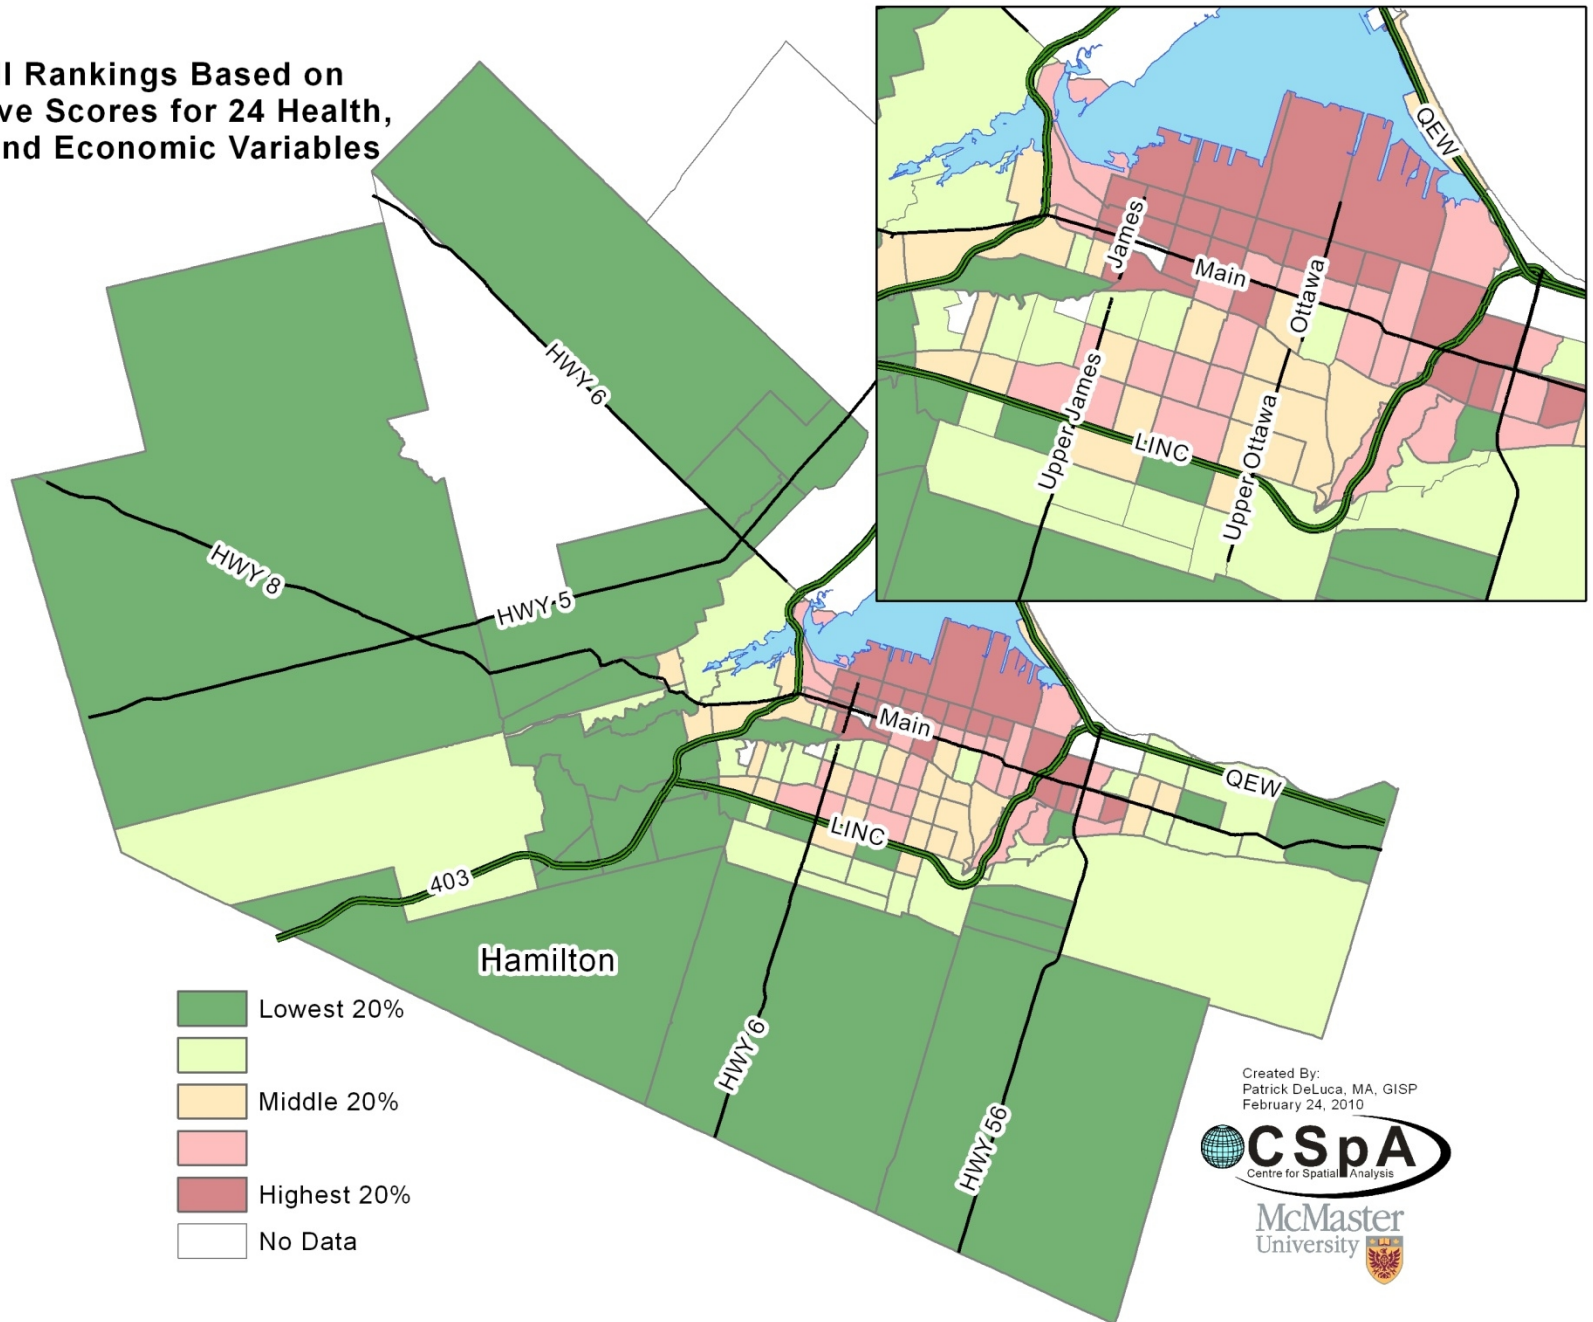 l Rankings Based on
ve Scores for 24 Health,
nd Economic Variables
QEW
James
Main
Ottawa
Upper James
LINC
Upper Ottawa
HWY 6
HWY 8
HWY 5
Main
QEW
LINC
403
Hamilton
HWY 6
HWY 56
Lowest 20%
Middle 20%
Highest 20%
No Data
Created By:
Patrick DeLuca, MA, GISP
February 24, 2010
CSpA
Centre for Spatial Analysis
McMaster
University